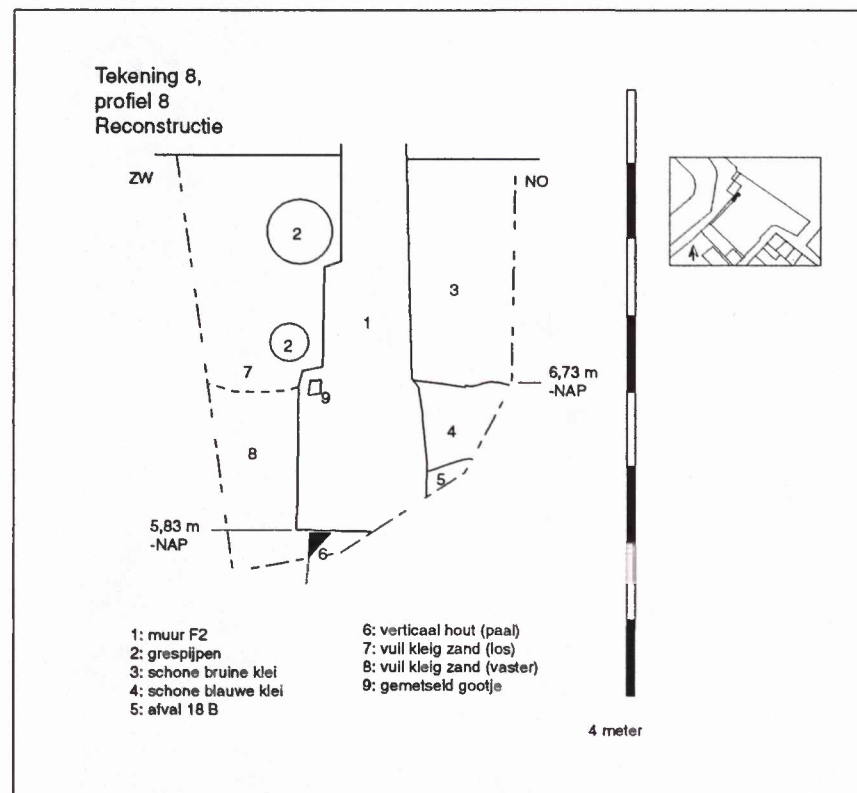 Tekening 8,
profiel 8
Reconstructie
ZW
NO
2
3
1
2
7
6,73 m
-NAP
9
4
8
5
5,83 m
-NAP
6
1: muur F2
2: grespijpen
3: schone bruine klei
4: schone blauwe klei
5: afval 18 B
6: verticaal hout (paal)
7: vuil kleiig zand (los)
8: vuil kleiig zand (vaster)
9: gemetseld gootje
4 meter